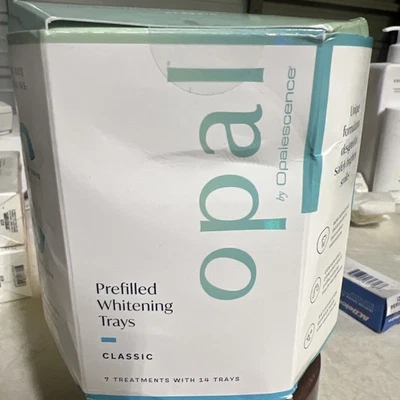 opal
by Opalescence®
Prefilled
Whitening
Trays
CLASSIC
7 TREATMENTS WITH 14 TRAYS